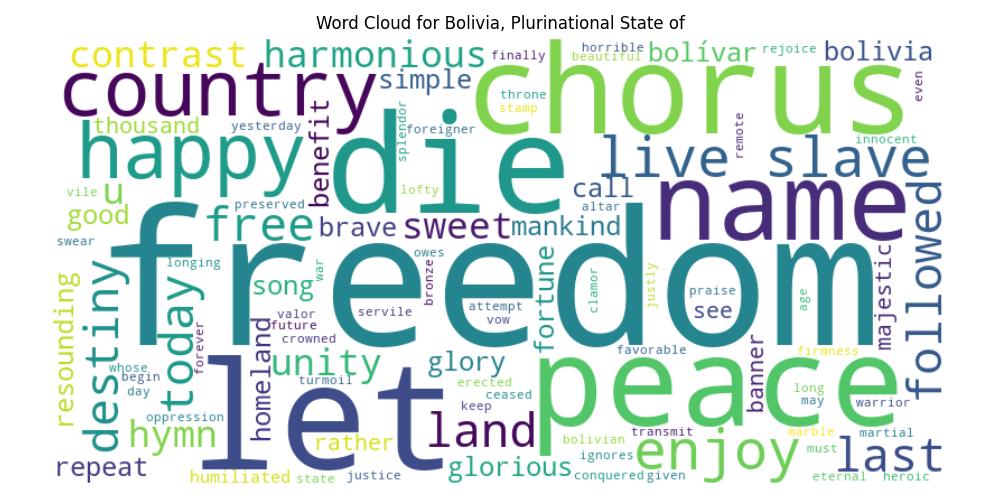 Word Cloud for Bolivia, Plurinational State of
contrast
harmonious
finally
horrible
beautiful
bolívar
rejoice
bolivia
country
simple
chorus
even
throne
stamp
thousand
yesterday
benefit
splendor
foreigner
die
happy
lofty
live
slave
remote
innocent
vile
u
good
preserved
free
brave
sweet
call
altar
mankind
name
followed
swear
longing
freedom
owes
war
bronze
song
resounding
destiny
today
fortune
clamor
justly
praise
see
age
majestic
attempt
vow
servile
valor
future
crowned
forever
homeland
unity
glory
favorable
firmness
banner
whose
begin
day
turmoil
let
erected
ceased
keep
peace
long
may
warrior
oppression
hymn
rather
land
transmit
enjoy
marble
martial
must
last
bolivian
ignores
repeat
humiliated
state
justice
glorious
conquered
given
eternal
heroic